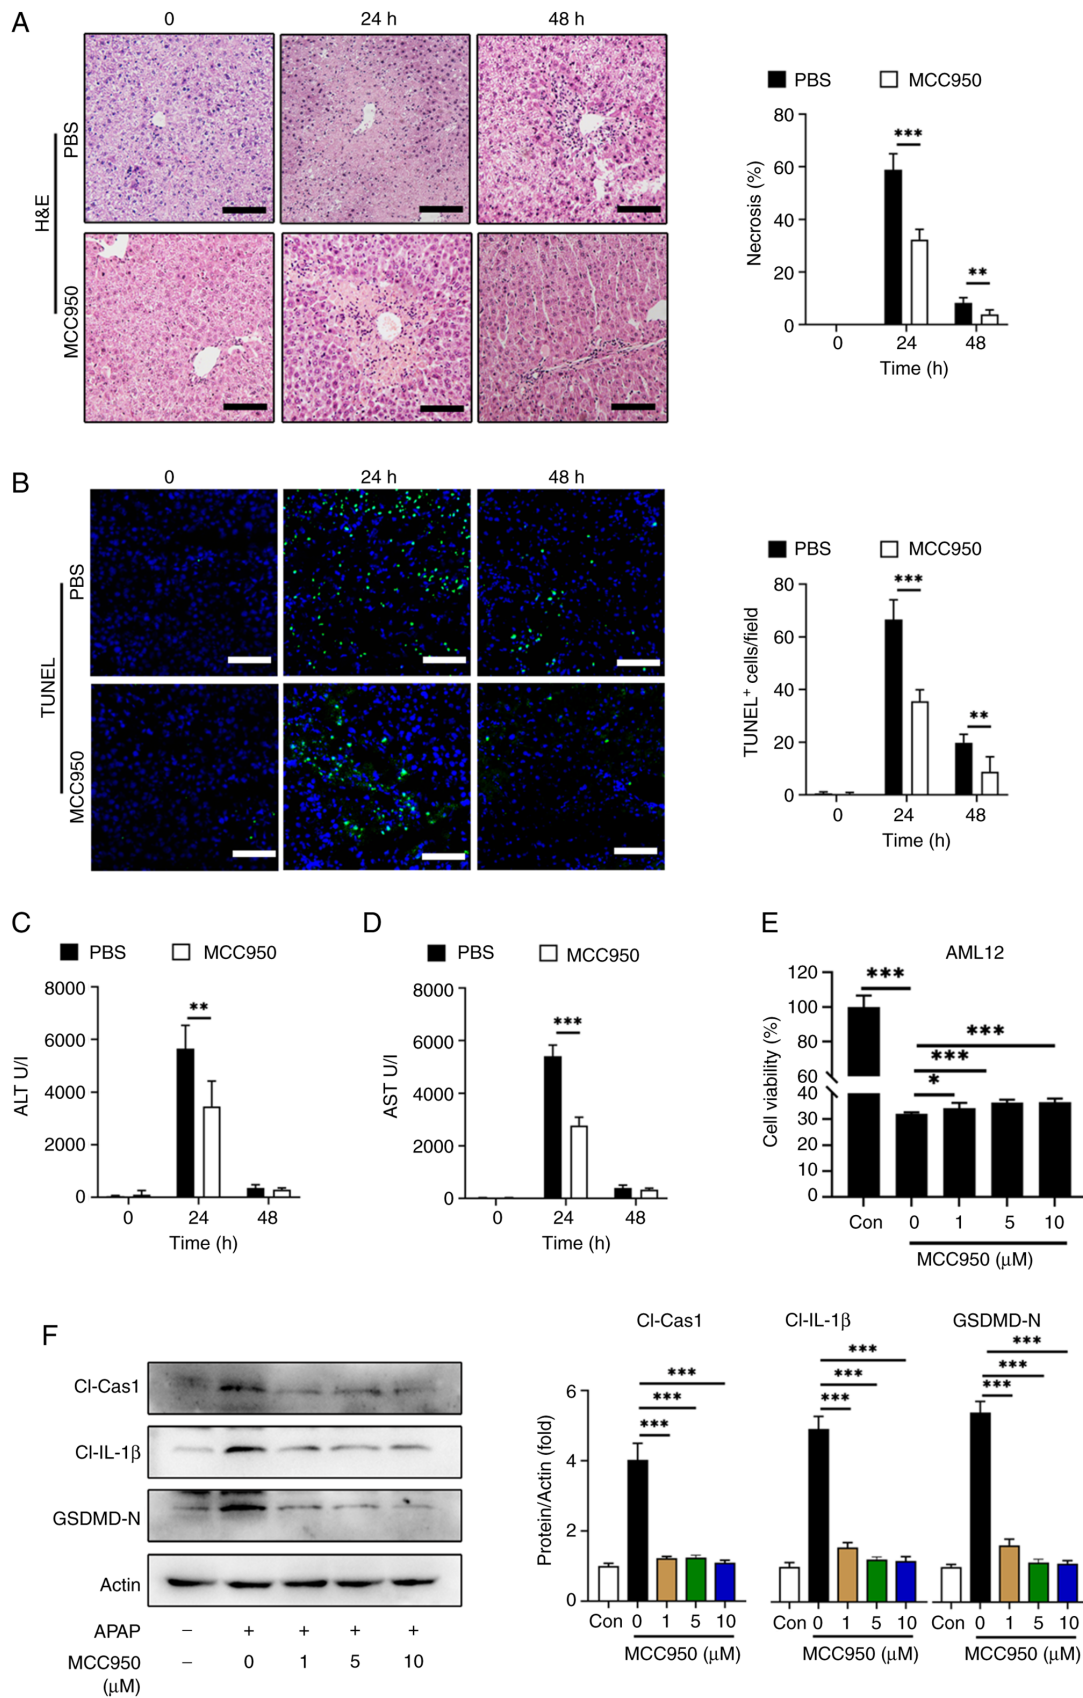 A
0 24 h 48 h
H&E
PBS
MCC950
PBS MCC950
***
**
Necrosis (%)
80
60
40
20
0
0 24 48
Time (h)
B
0 24 h 48 h
TUNEL
PBS
MCC950
PBS MCC950
***
**
TUNEL+ cells/field
80
60
40
20
0
0 24 48
Time (h)
C
PBS MCC950
**
ALT U/l
8000
6000
4000
2000
0
0 24 48
Time (h)
D
PBS MCC950
***
AST U/l
8000
6000
4000
2000
0
0 24 48
Time (h)
E
AML12
***
***
***
*
Cell viability (%)
120
100
80
60
40
30
20
10
0
Con 0 1 5 10
MCC950 (μM)
F
Cl-Cas1
Cl-IL-1β
GSDMD-N
Actin
APAP – + + + +
MCC950 – 0 1 5 10
(μM)
Cl-Cas1 Cl-IL-1β GSDMD-N
*** *** ***
*** *** ***
*** *** ***
Protein/Actin (fold)
6
4
2
0
Con 0 1 5 10 Con 0 1 5 10 Con 0 1 5 10
MCC950 (μM) MCC950 (μM) MCC950 (μM)